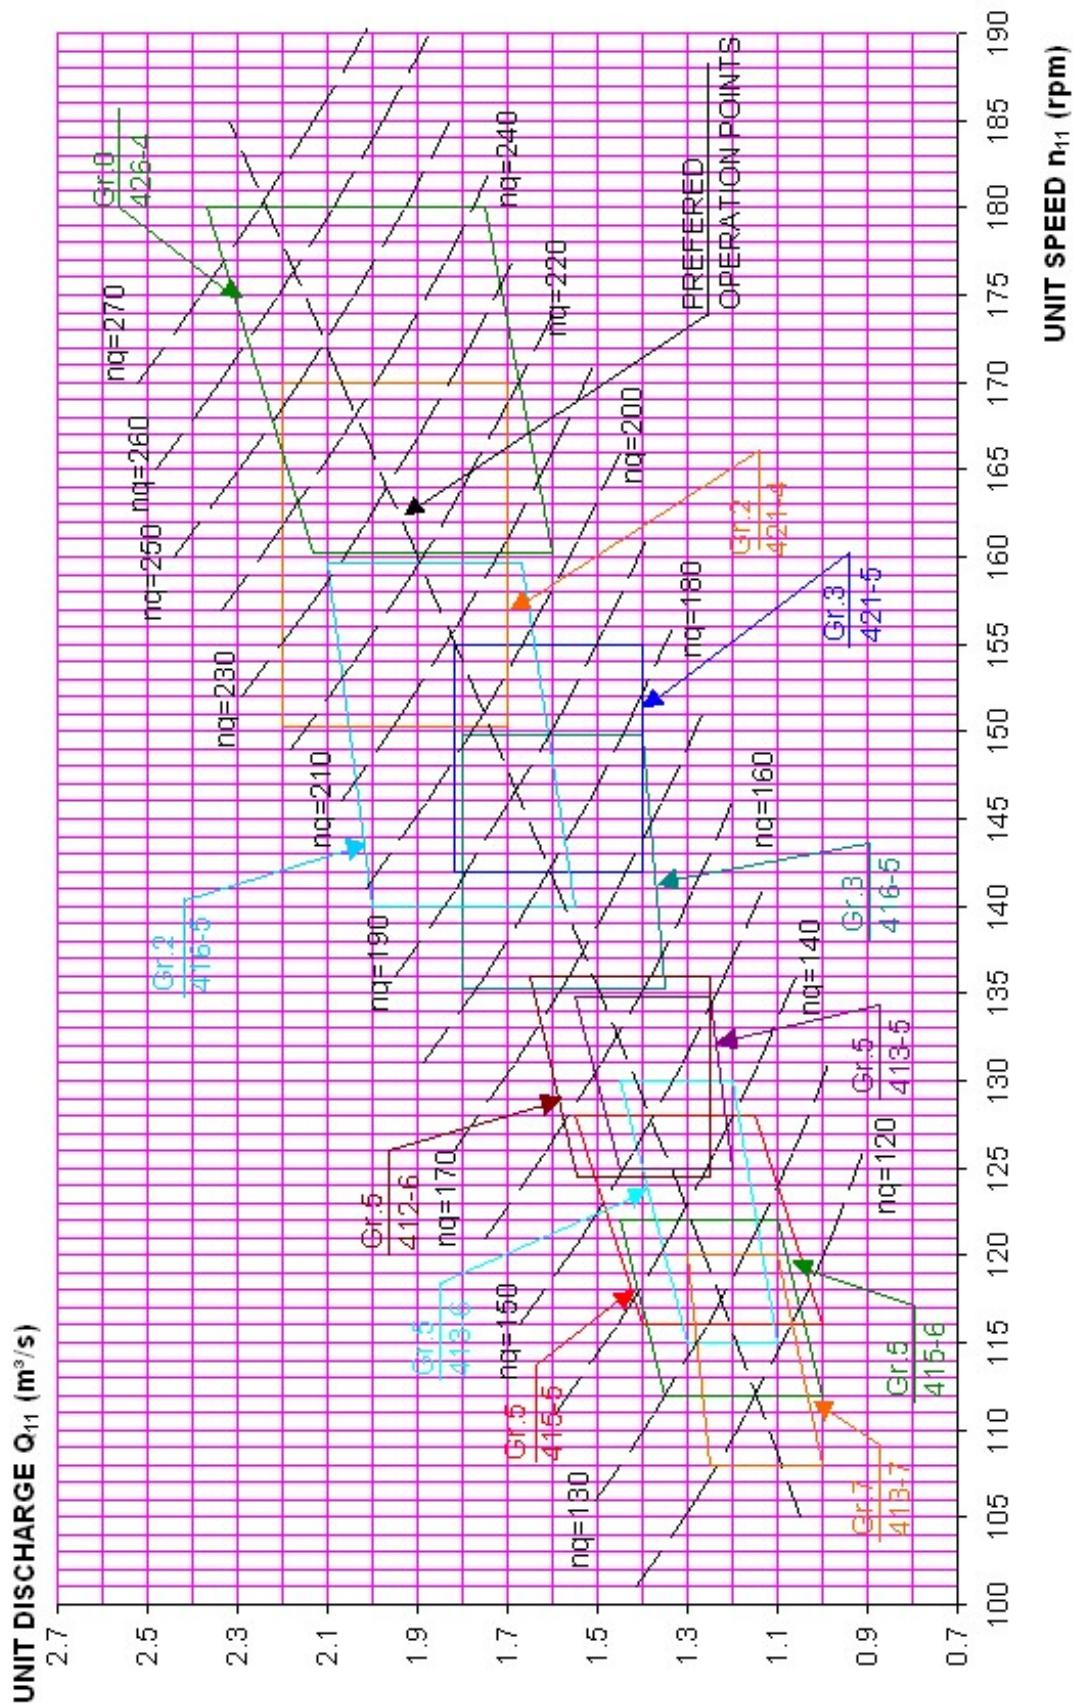 UNIT DISCHARGE Q₁₁ (m³/s)
2.7
2.5
2.3
2.1
1.9
1.7
1.5
1.3
1.1
0.9
0.7
100
105
110
115
120
125
130
135
140
145
150
155
160
165
170
175
180
185
190
UNIT SPEED n₁₁ (rpm)
Gr.0
426-4
nq=270
nq=260
nq=250
nq=240
nq=230
nq=220
nq=210
nq=200
nq=190
nq=180
nq=170
nq=160
nq=150
nq=140
nq=130
nq=120
PREFERED
OPERATION POINTS
Gr.2
421-4
Gr.3
421-5
Gr.2
416-5
Gr.3
416-5
Gr.5
413-5
Gr.5
412-6
Gr.5
413-6
Gr.5
415-5
Gr.5
415-6
Gr.7
413-7